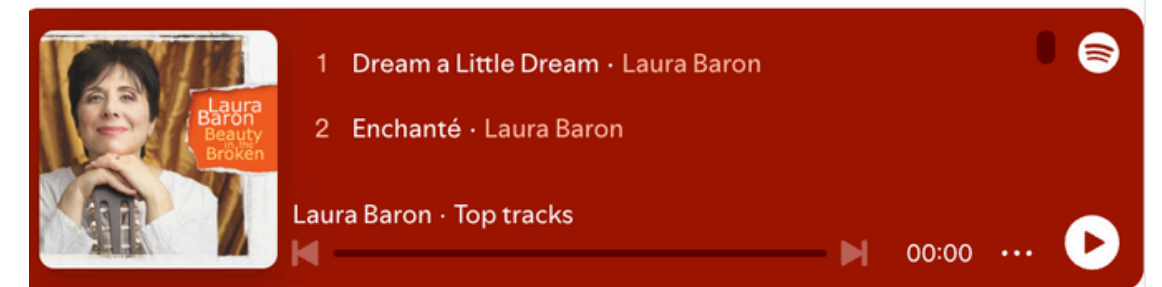 Laura
Baron
Beauty
in the
Broken
1 Dream a Little Dream · Laura Baron
2 Enchanté · Laura Baron
Laura Baron · Top tracks
00:00